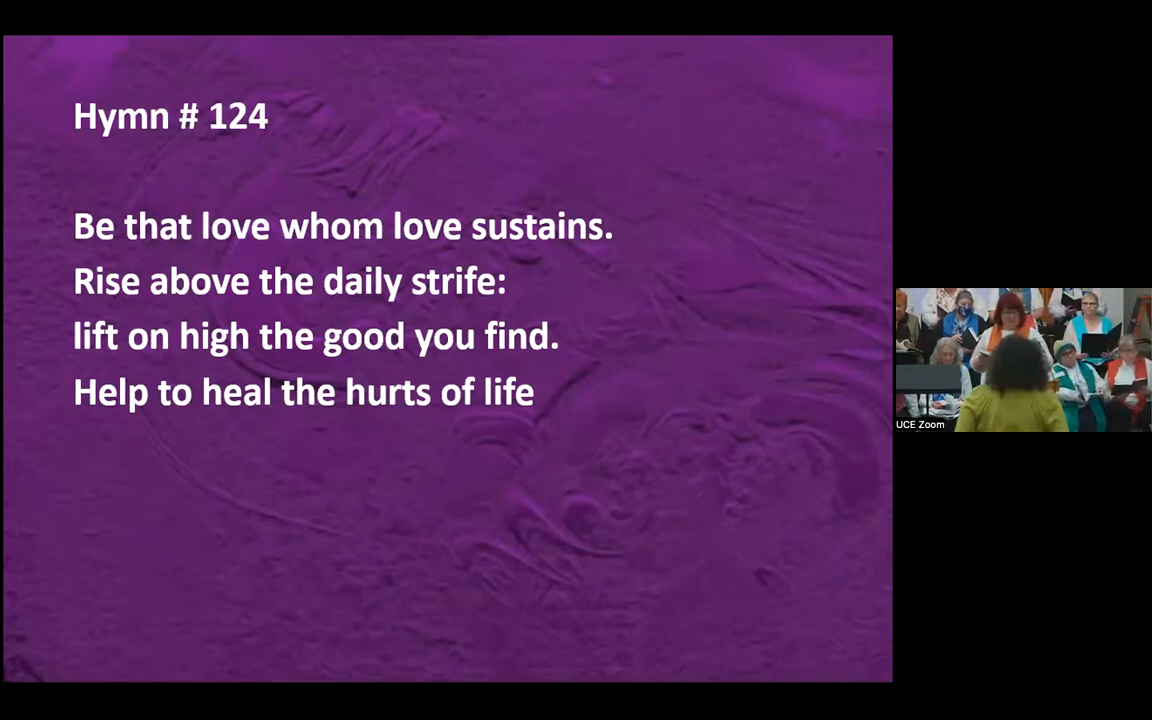 Hymn # 124
Be that love whom love sustains.
Rise above the daily strife:
lift on high the good you find.
Help to heal the hurts of life
UCE Zoom